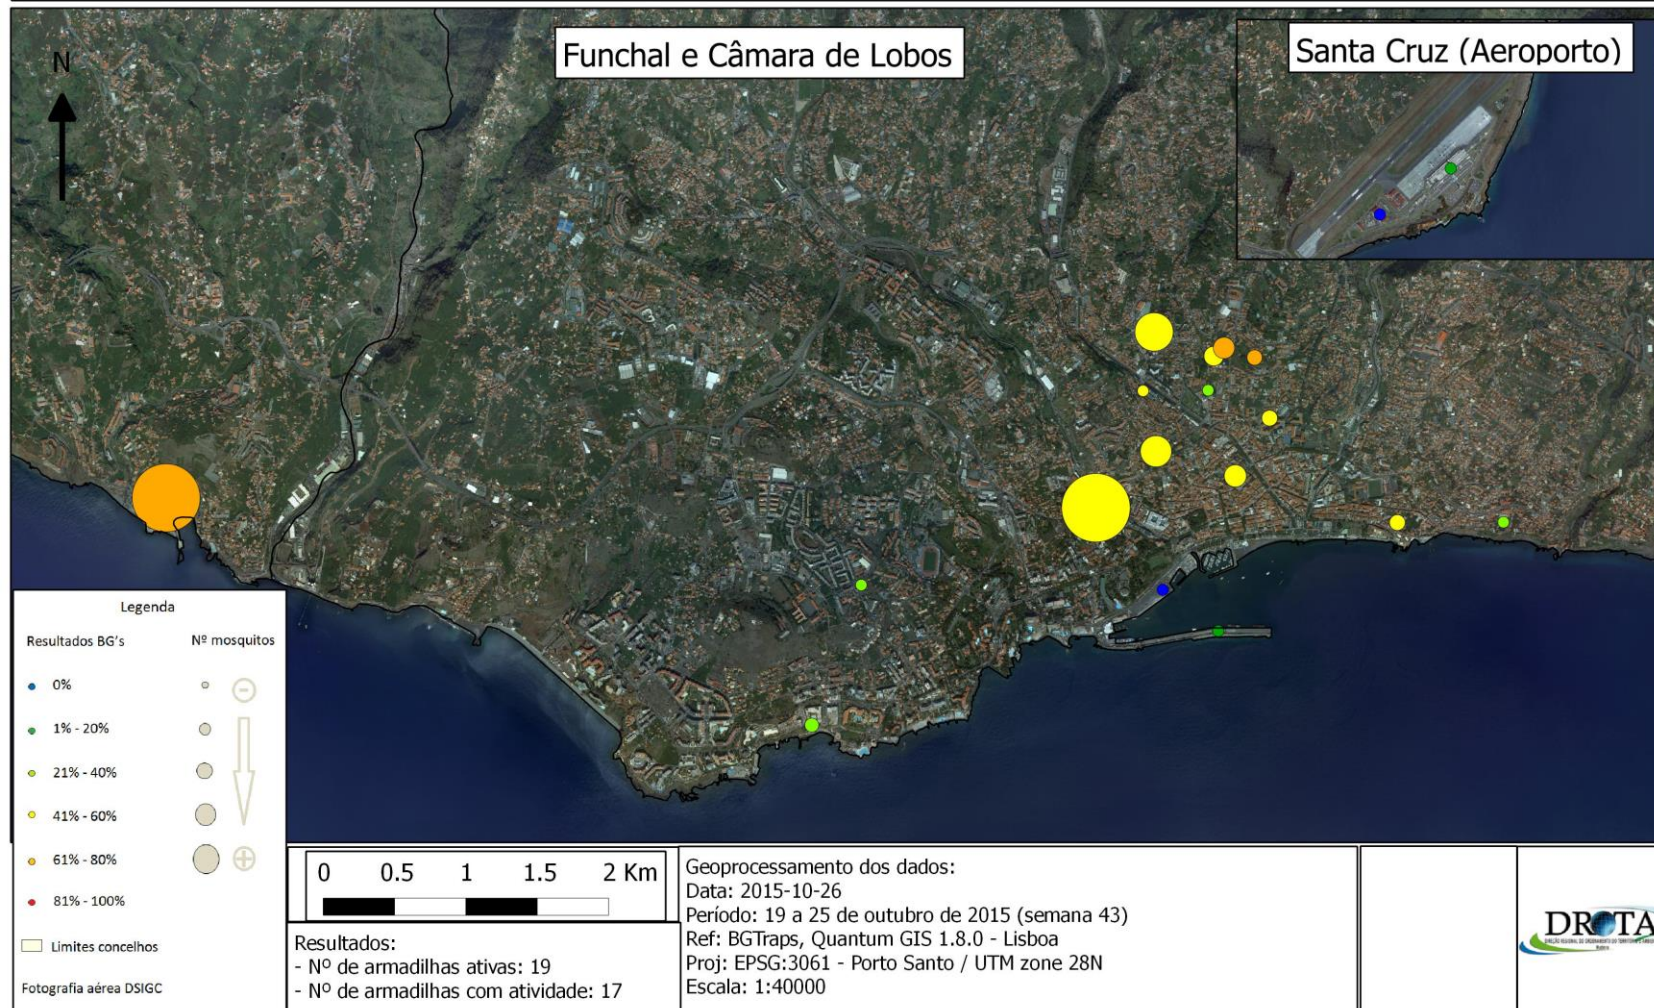 Funchal e Câmara de Lobos
Santa Cruz (Aeroporto)
N
Legenda
Resultados BG's
Nº mosquitos
0%
1% - 20%
21% - 40%
41% - 60%
61% - 80%
81% - 100%
Limites concelhos
Fotografia aérea DSIGC
0 0.5 1 1.5 2 Km
Resultados:
- Nº de armadilhas ativas: 19
- Nº de armadilhas com atividade: 17
Geoprocessamento dos dados:
Data: 2015-10-26
Período: 19 a 25 de outubro de 2015 (semana 43)
Ref: BGTraps, Quantum GIS 1.8.0 - Lisboa
Proj: EPSG:3061 - Porto Santo / UTM zone 28N
Escala: 1:40000
DROTA